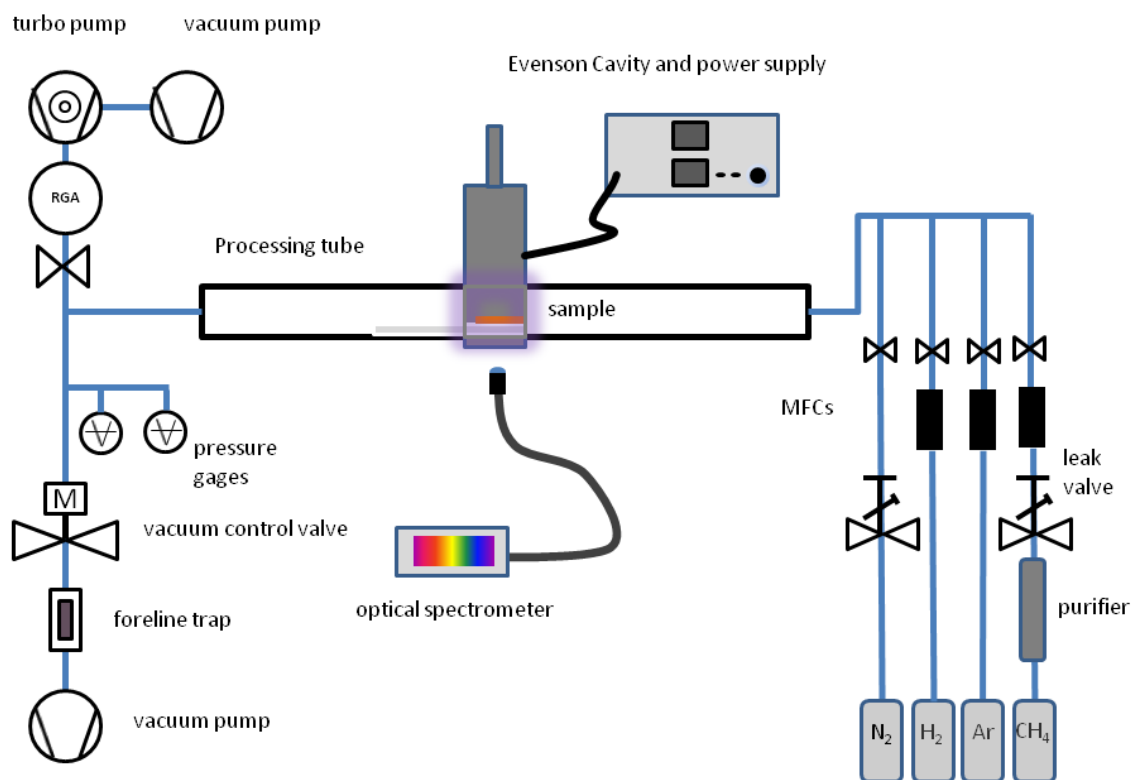 turbo pump
vacuum pump
Evenson Cavity and power supply
RGA
Processing tube
sample
MFCs
pressure
gages
leak
valve
M
vacuum control valve
optical spectrometer
foreline trap
purifier
vacuum pump
N₂
H₂
Ar
CH₄